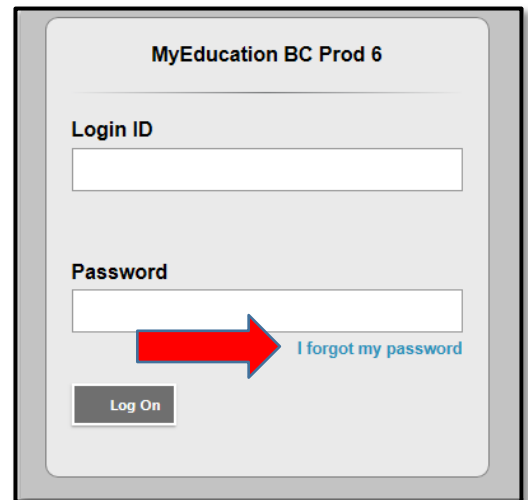 MyEducation BC Prod 6
Login ID
Password
I forgot my password
Log On